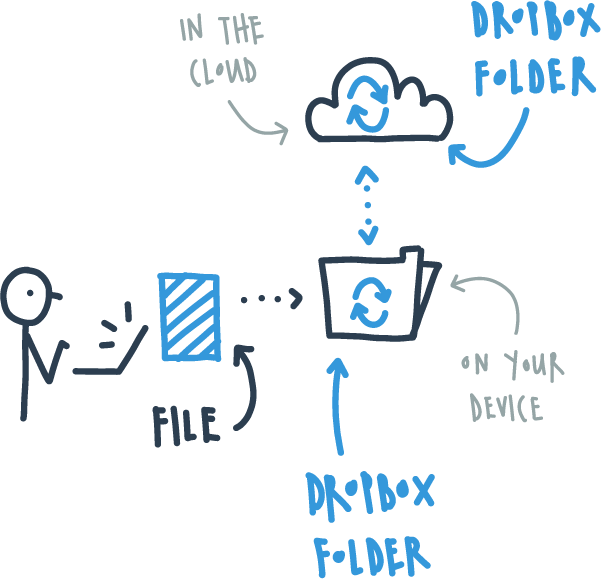 IN THE
CLOUD
DROPBOX
FOLDER
FILE
ON YOUR
DEVICE
DROPBOX
FOLDER